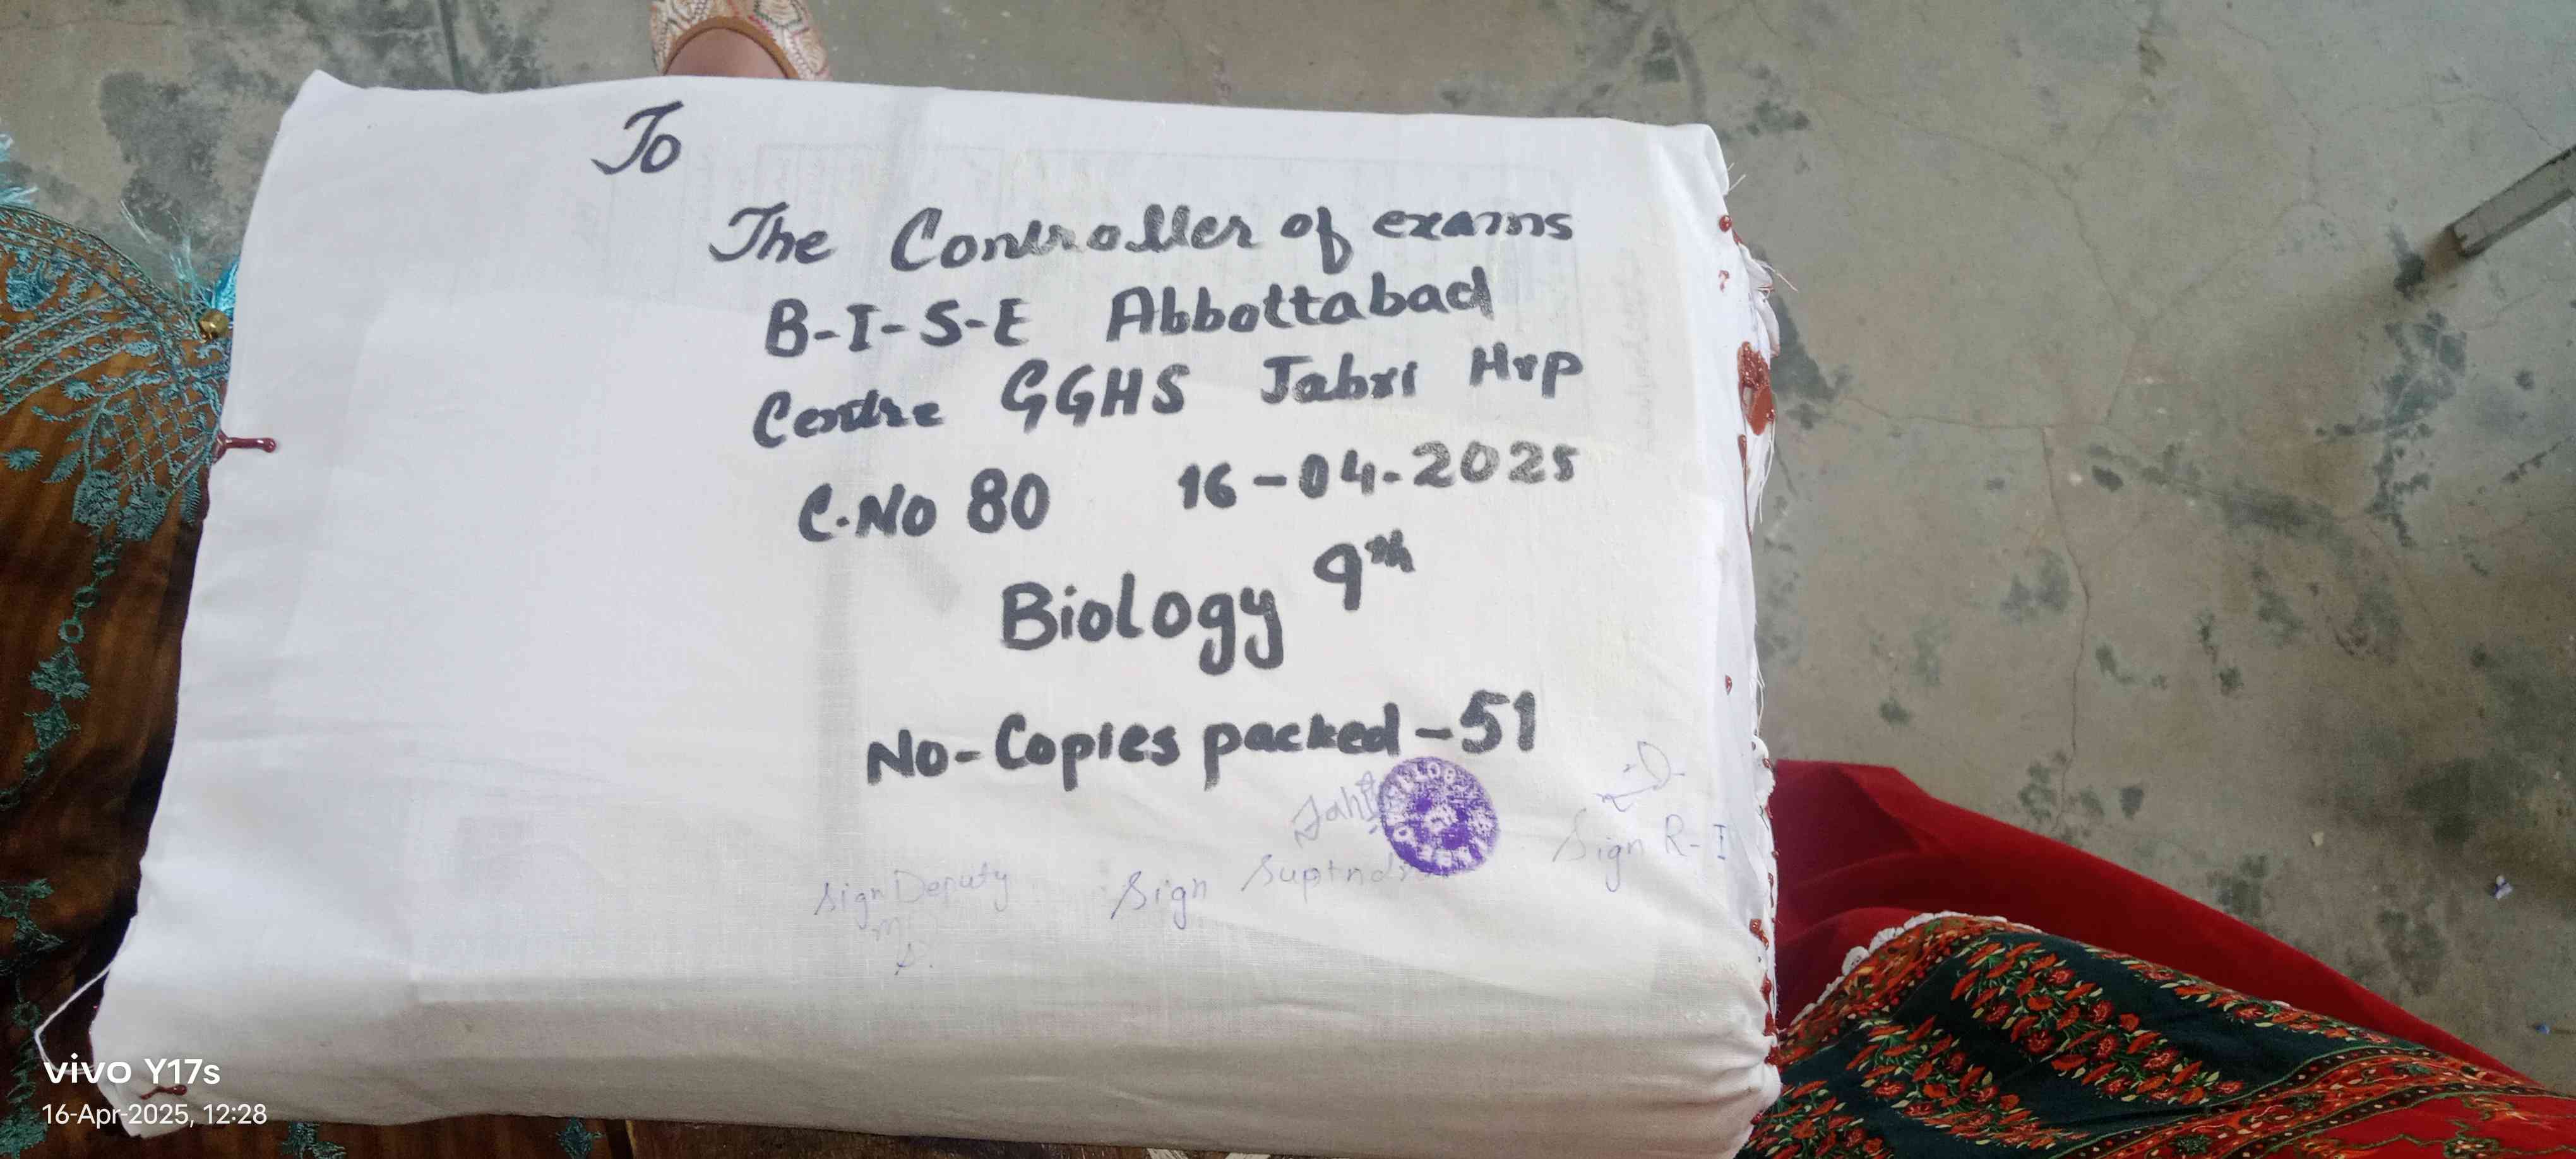 To
The Controller of exams
B-I-S-E Abbottabad
Centre GGHS Jabri Hrp
C.No 80 16-04-2025
Biology 9th
No-Copies packed-51
Sign Deputy
Sign Suptndt
Sign R-I
vivo Y17s
16-Apr-2025, 12:28